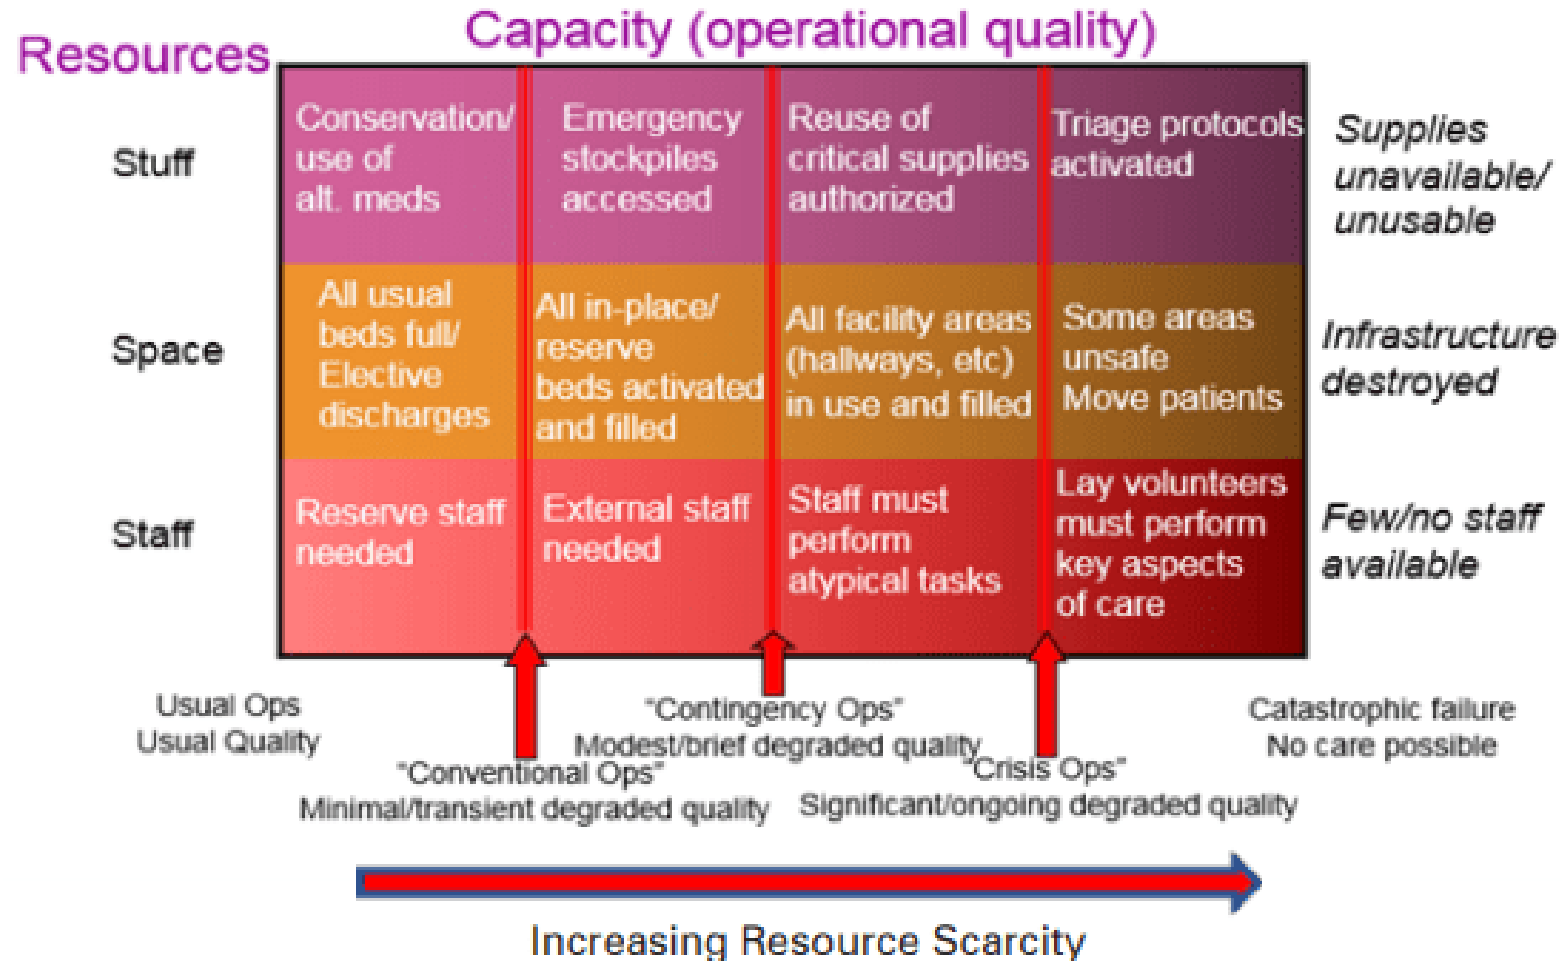 Capacity (operational quality)
Resources
Stuff
Conservation/
use of
alt. meds
Emergency
stockpiles
accessed
Reuse of
critical supplies
authorized
Triage protocols
activated
Supplies
unavailable/
unusable
Space
All usual
beds full/
Elective
discharges
All in-place/
reserve
beds activated
and filled
All facility areas
(hallways, etc)
in use and filled
Some areas
unsafe
Move patients
Infrastructure
destroyed
Staff
Reserve staff
needed
External staff
needed
Staff must
perform
atypical tasks
Lay volunteers
must perform
key aspects
of care
Few/no staff
available
Usual Ops
Usual Quality
"Conventional Ops"
Minimal/transient degraded quality
"Contingency Ops"
Modest/brief degraded quality
"Crisis Ops"
Significant/ongoing degraded quality
Catastrophic failure
No care possible
Increasing Resource Scarcity